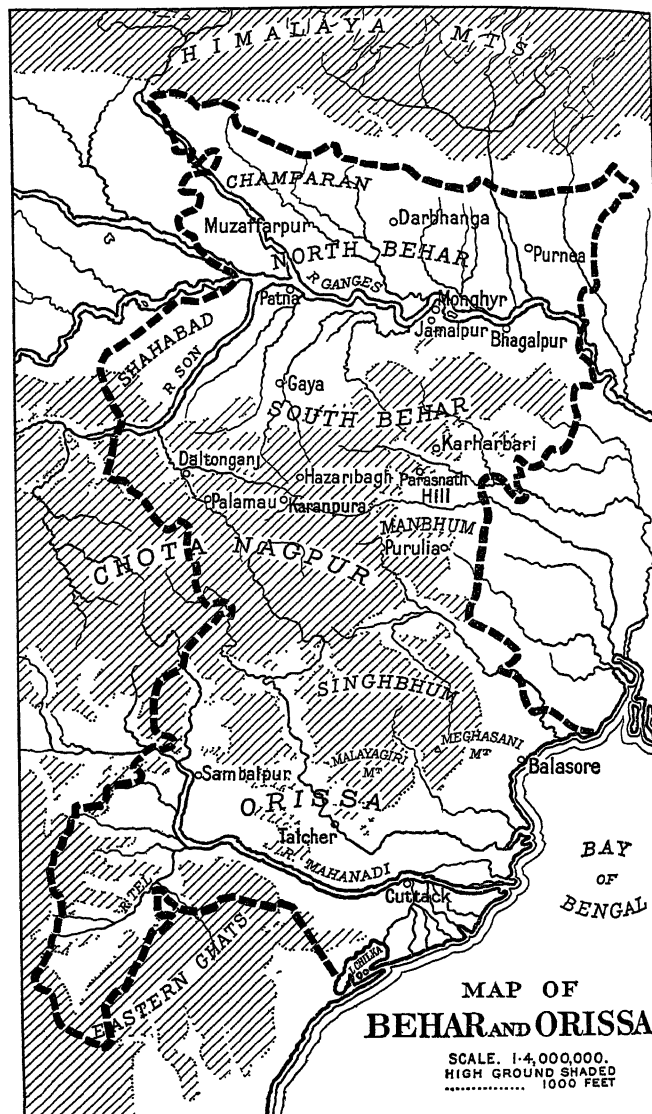 HIMALAYA MTS.
CHAMPARAN
Muzaffarpur
Darbhanga
NORTH BEHAR
Purnea
G
R GANGES
Patna
Monghyr
Jamalpur
Bhagalpur
SHAHABAD
R SON
Gaya
SOUTH BEHAR
Karharbari
Daltonganj
Hazaribagh
Parasnath
Hill
Palamau
Karanpura
MANBHUM
Purulia
CHOTA NAGPUR
SINGHBHUM
MEGHASANI
MT
MALAYAGIRI
MT
Balasore
Sambalpur
ORISSA
Talcher
R. MAHANADI
Cuttack
R. TEL
BAY
OF
BENGAL
EASTERN GHATS
L. CHILKA
MAP OF
BEHAR AND ORISSA
SCALE. 1·4,000,000.
HIGH GROUND SHADED
............... 1000 FEET